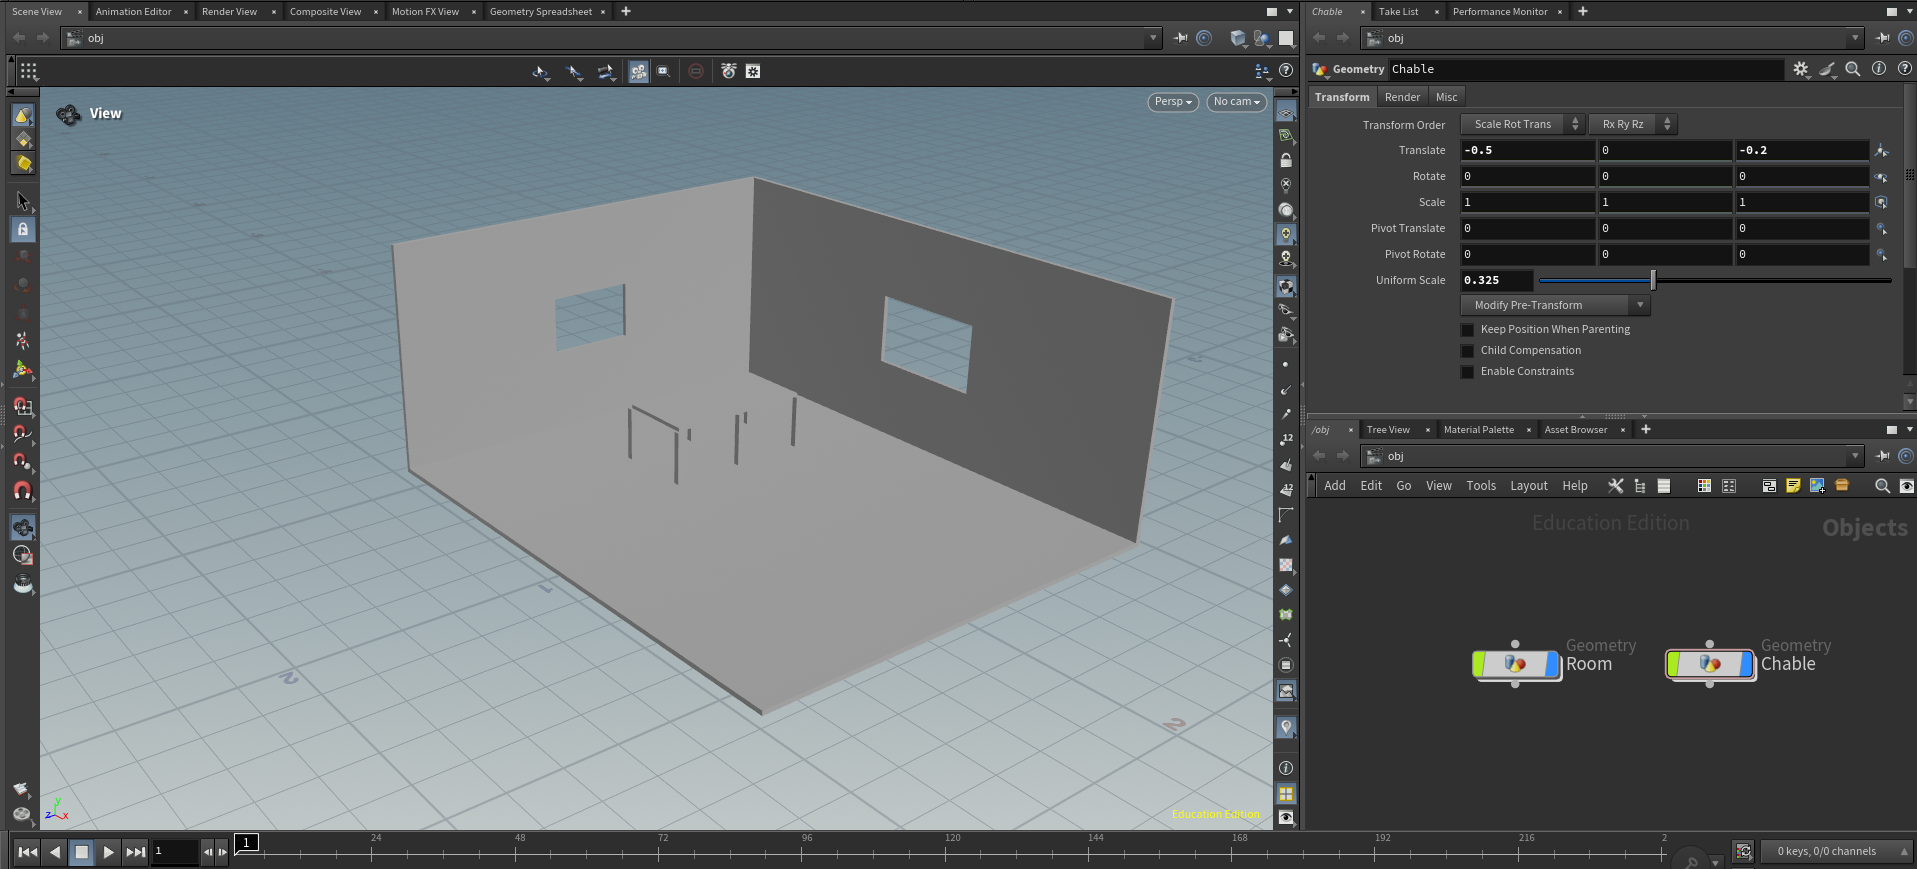 Scene View × Animation Editor × Render View × Composite View × Motion FX View × Geometry Spreadsheet × +
obj
View
Persp
No cam
1
2
2
y
z
x
Education Edition
Chable × Take List × Performance Monitor × +
obj
Geometry Chable
Transform Render Misc
Transform Order Scale Rot Trans Rx Ry Rz
Translate -0.5 0 -0.2
Rotate 0 0 0
Scale 1 1 1
Pivot Translate 0 0 0
Pivot Rotate 0 0 0
Uniform Scale 0.325
Modify Pre-Transform
Keep Position When Parenting
Child Compensation
Enable Constraints
/obj × Tree View × Material Palette × Asset Browser × +
obj
Add Edit Go View Tools Layout Help
Education Edition
Objects
Geometry
Room
Geometry
Chable
12
12
1
1 24 48 72 96 120 144 168 192 216 2
0 keys, 0/0 channels